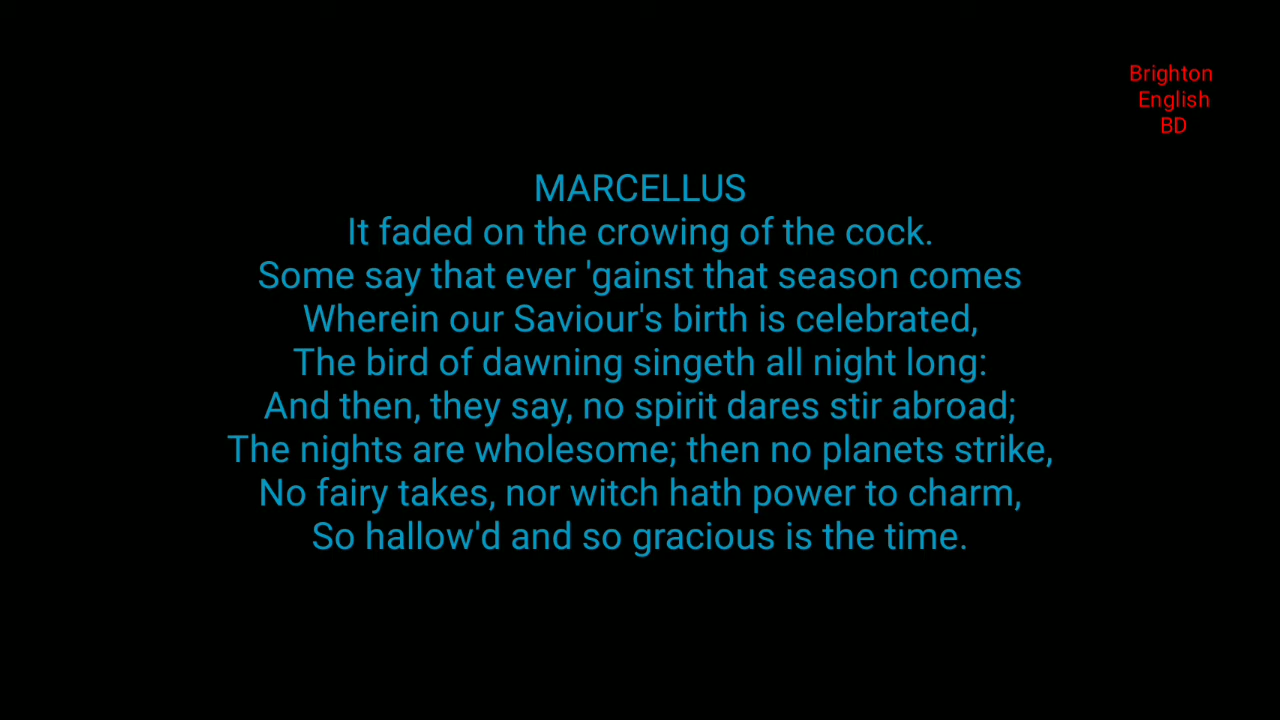 Brighton
English
BD
MARCELLUS
It faded on the crowing of the cock.
Some say that ever 'gainst that season comes
Wherein our Saviour's birth is celebrated,
The bird of dawning singeth all night long:
And then, they say, no spirit dares stir abroad;
The nights are wholesome; then no planets strike,
No fairy takes, nor witch hath power to charm,
So hallow'd and so gracious is the time.